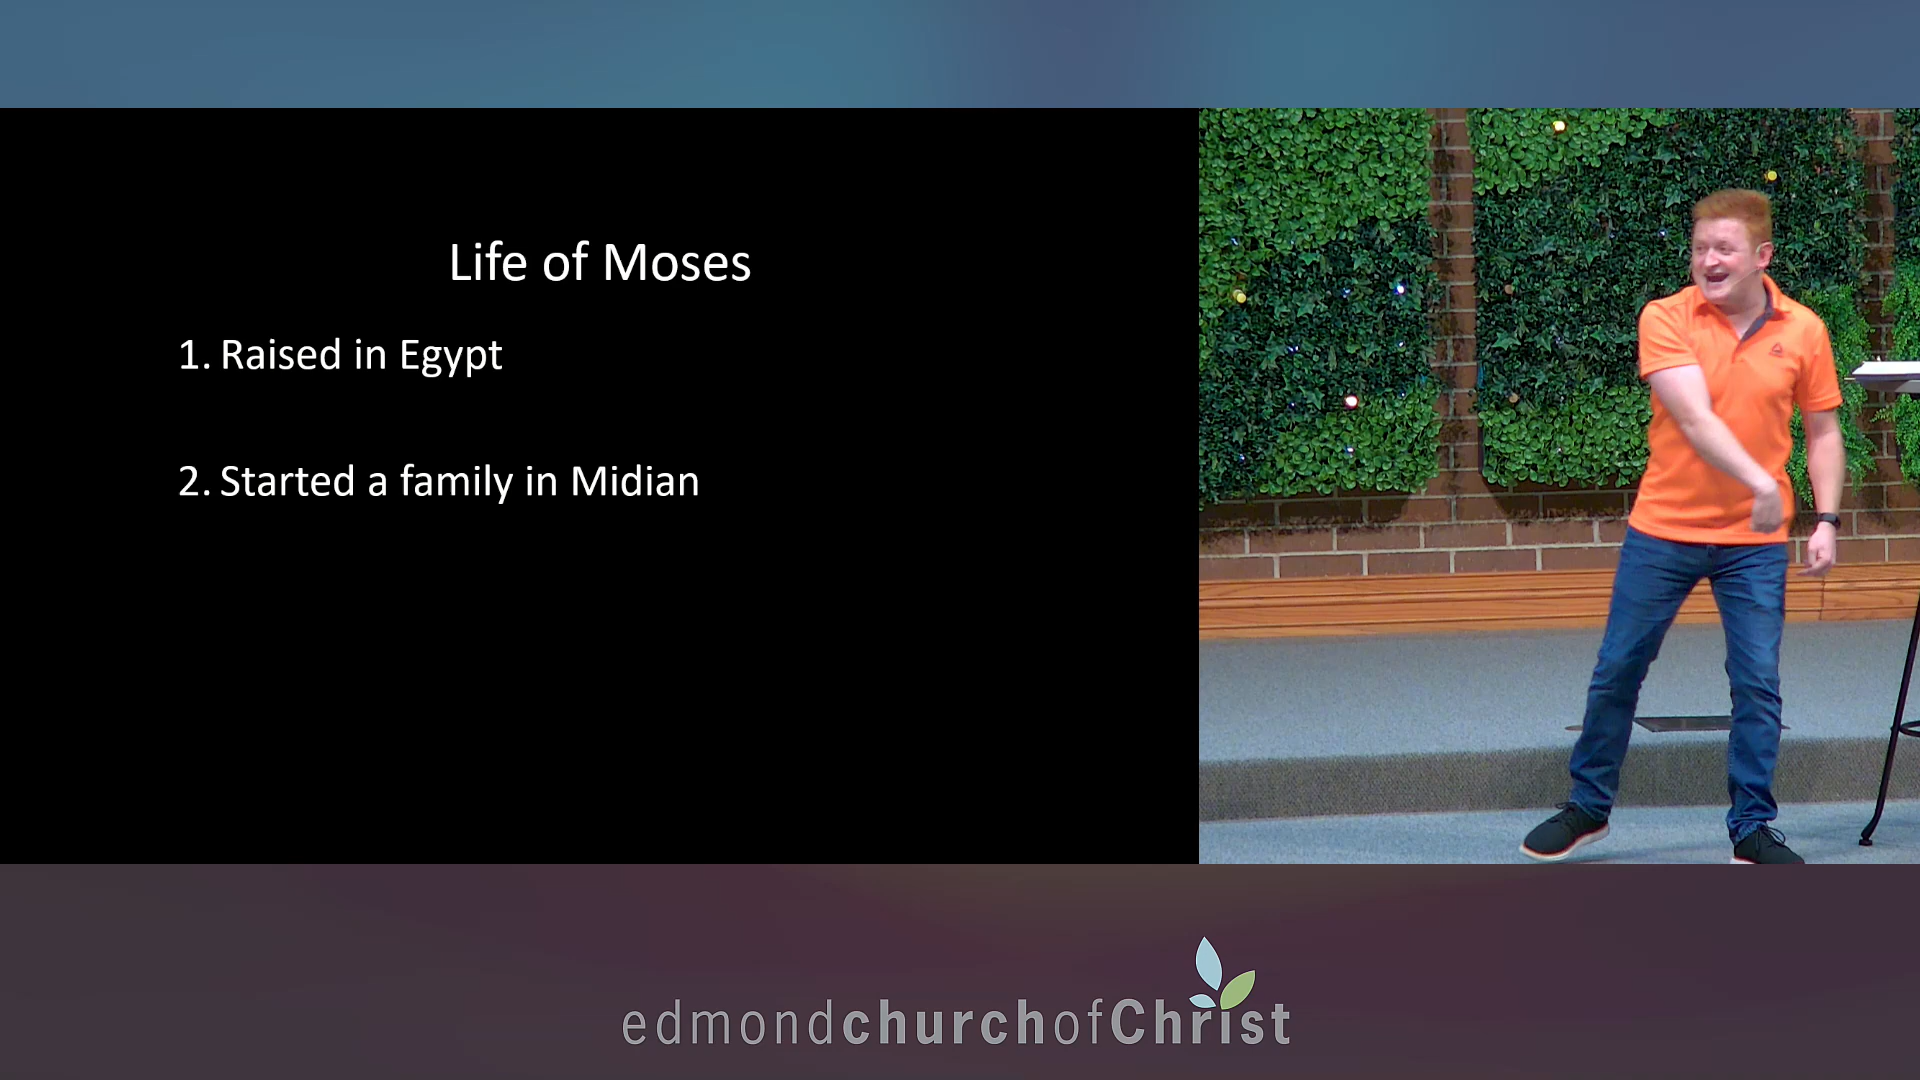 Life of Moses
1. Raised in Egypt
2. Started a family in Midian
edmondchurchofChrist